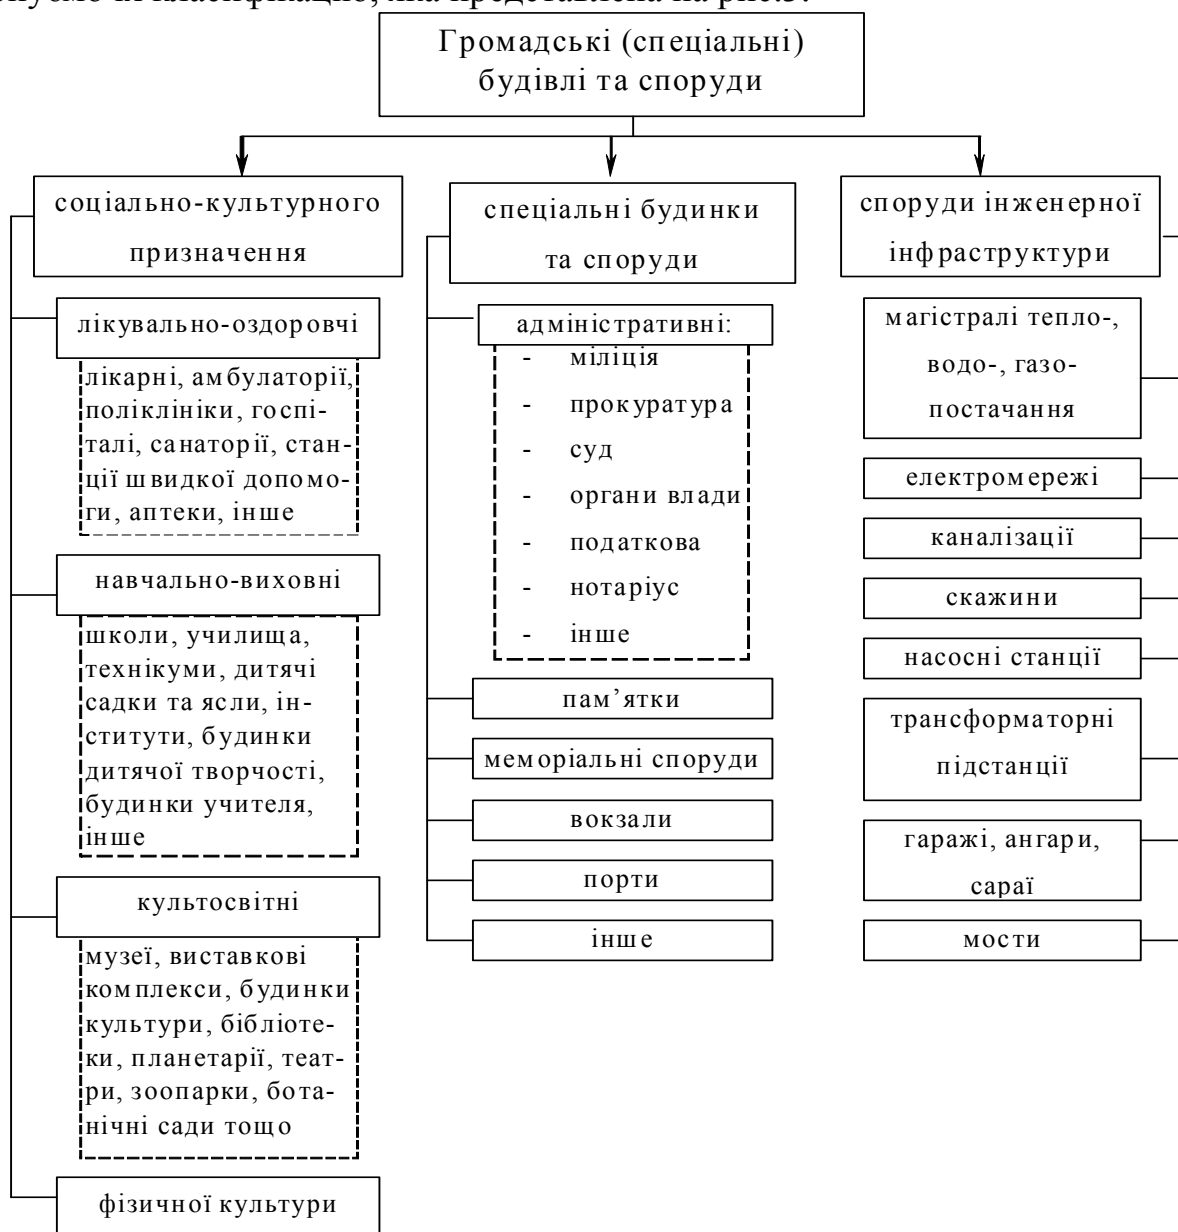 яка представлена на рис.3.
Громадські (спеціальні)
будівлі та споруди
соціально-культурного
призначення
лікувально-оздоровчі
лікарні, амбулаторії,
поліклініки, госпі-
талі, санаторії, стан-
ції швидкої допомо-
ги, аптеки, інше
навчально-виховні
школи, училища,
технікуми, дитячі
садки та ясли, ін-
ститути, будинки
дитячої творчості,
будинки учителя,
інше
культосвітні
музеї, виставкові
комплекси, будинки
культури, бібліоте-
ки, планетарії, теат-
ри, зоопарки, бота-
нічні сади тощо
фізичної культури
спеціальні будинки
та споруди
адміністративні:
- міліція
- прокуратура
- суд
- органи влади
- податкова
- нотаріус
- інше
пам’ятки
меморіальні споруди
вокзали
порти
інше
споруди інженерної
інфраструктури
магістралі тепло-,
водо-, газо-
постачання
електромережі
каналізації
скажини
насосні станції
трансформаторні
підстанції
гаражі, ангари,
сараї
мости